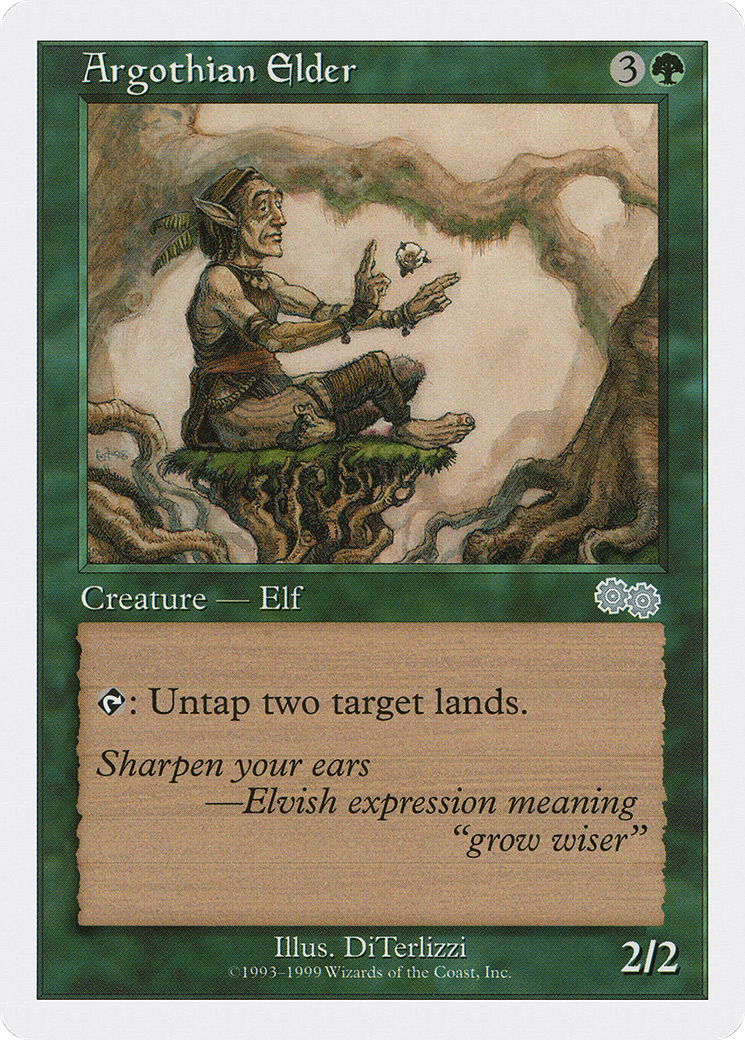 Argothian Elder 3
Creature — Elf
: Untap two target lands.
Sharpen your ears
—Elvish expression meaning
“grow wiser”
Illus. DiTerlizzi
©1993–1999 Wizards of the Coast, Inc.
2/2